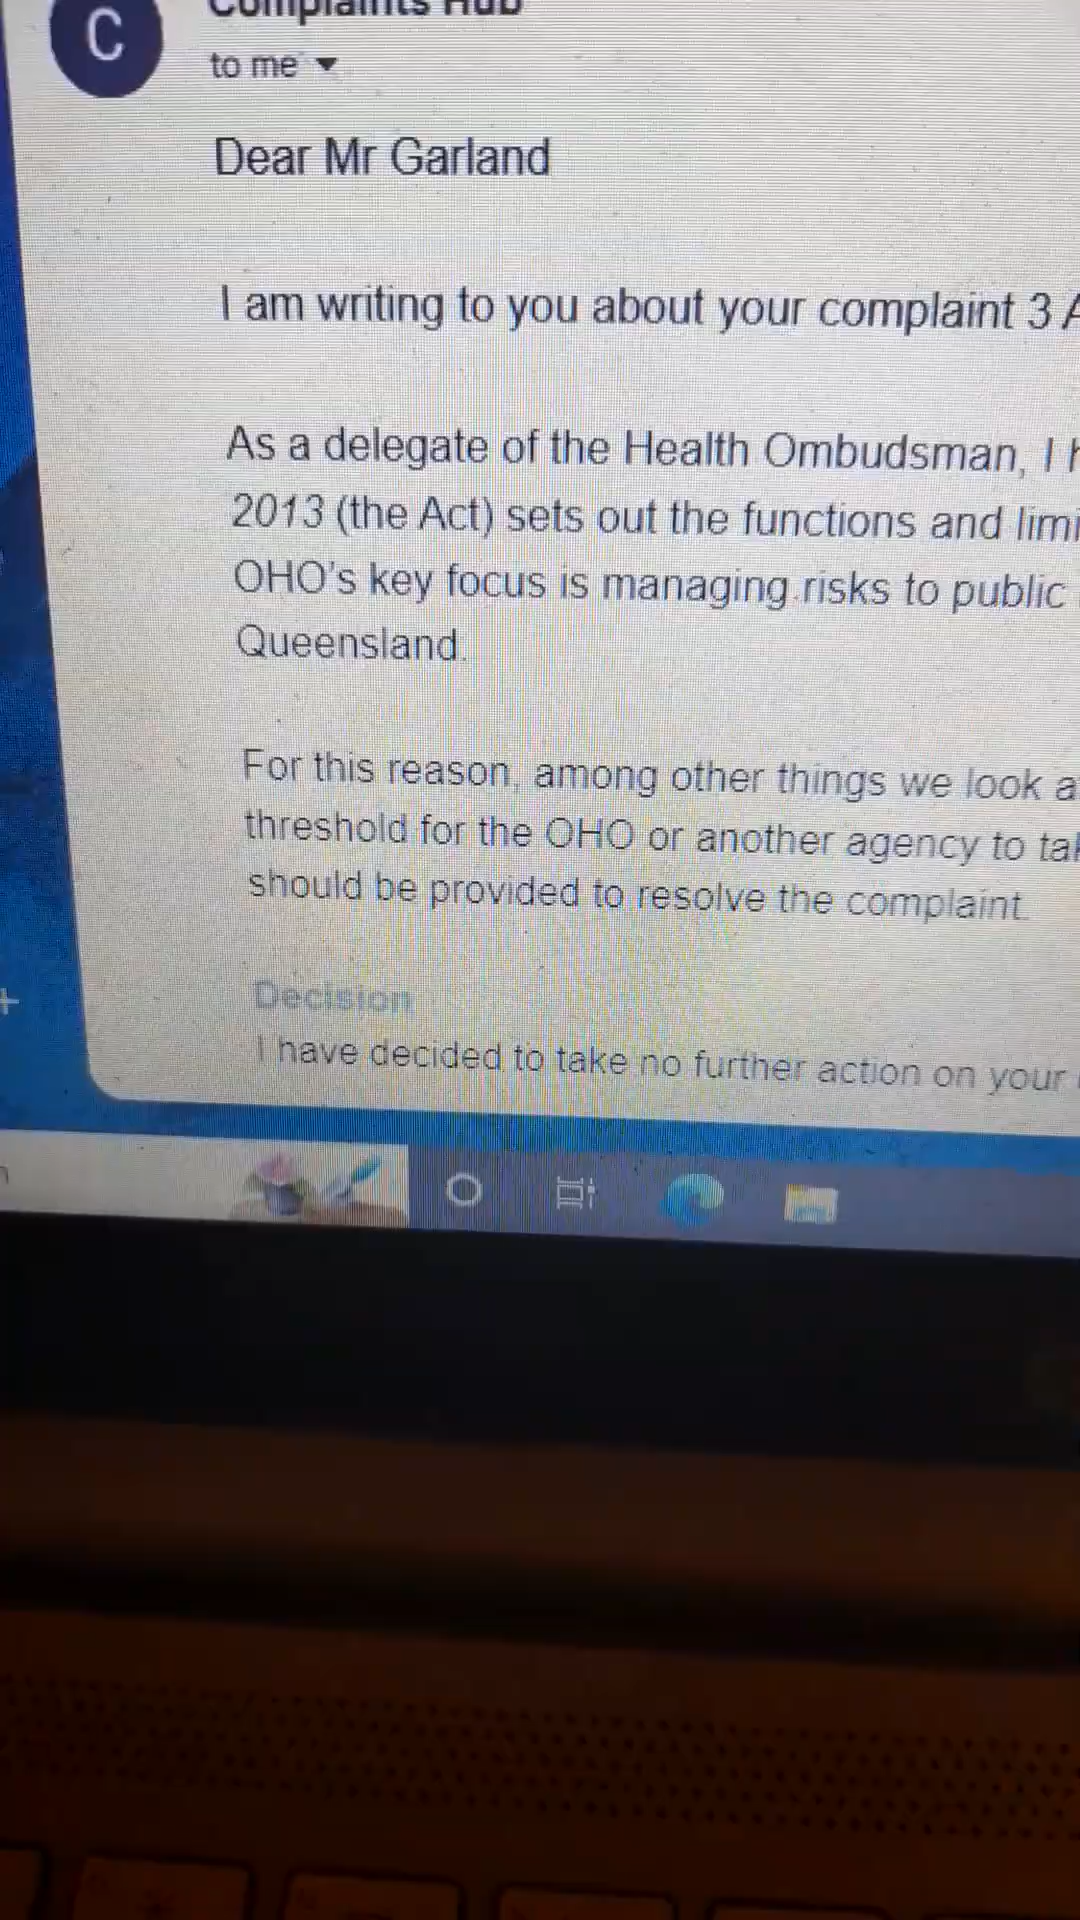 Complaints Hub
C
to me
Dear Mr Garland
I am writing to you about your complaint 3
As a delegate of the Health Ombudsman, I
2013 (the Act) sets out the functions and
OHO's key focus is managing risks to public
Queensland.
For this reason, among other things we look
threshold for the OHO or another agency to
should be provided to resolve the complaint.
Decision
I have decided to take no further action on your